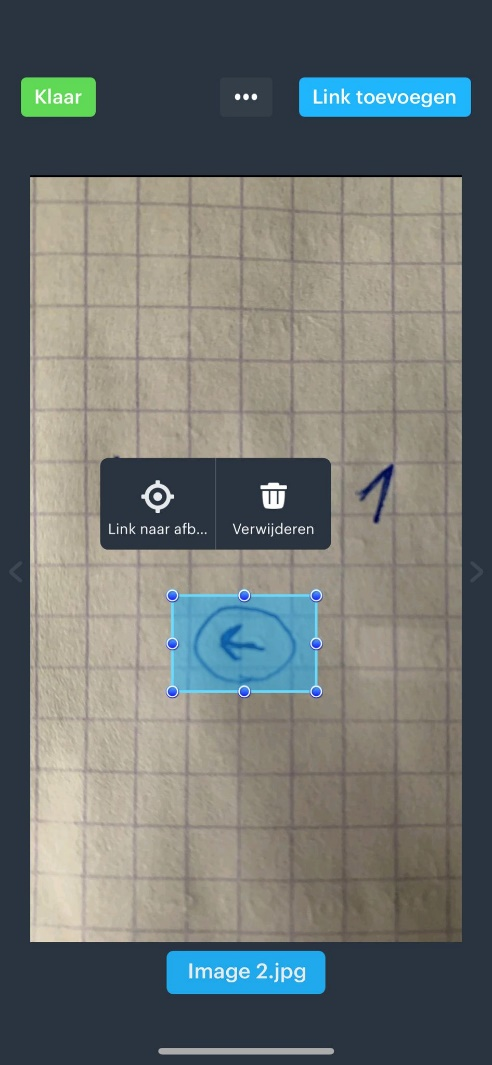 Klaar
•••
Link toevoegen
1
Link naar afb...
Verwijderen
Image 2.jpg